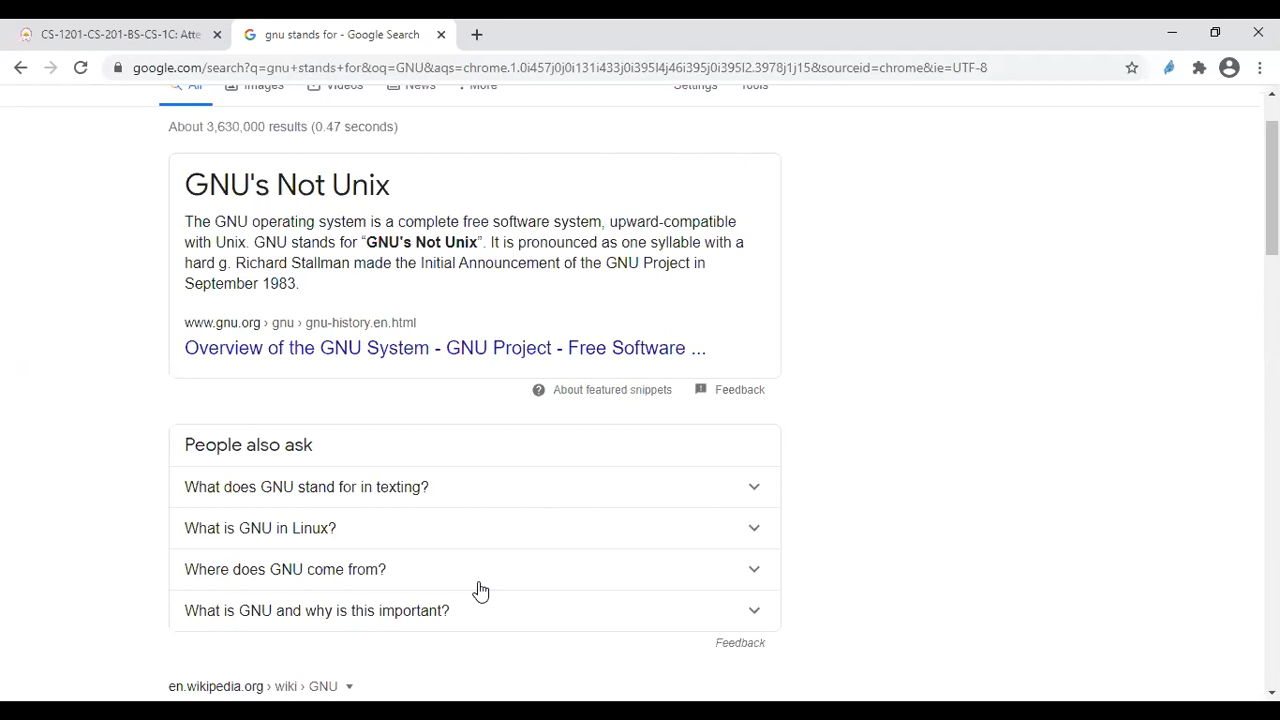 CS-1201-CS-201-BS-CS-1C: Atte
gnu stands for - Google Search
google.com/search?q=gnu+stands+for&oq=GNU&aqs=chrome.1.0i457j0j0i131i433j0i395l4j46i395j0i395l2.3978j1j15&sourceid=chrome&ie=UTF-8
All Images Videos News More Settings Tools
About 3,630,000 results (0.47 seconds)
GNU's Not Unix
The GNU operating system is a complete free software system, upward-compatible
with Unix. GNU stands for “GNU's Not Unix”. It is pronounced as one syllable with a
hard g. Richard Stallman made the Initial Announcement of the GNU Project in
September 1983.
www.gnu.org › gnu › gnu-history.en.html
Overview of the GNU System - GNU Project - Free Software ...
About featured snippets Feedback
People also ask
What does GNU stand for in texting?
What is GNU in Linux?
Where does GNU come from?
What is GNU and why is this important?
Feedback
en.wikipedia.org › wiki › GNU